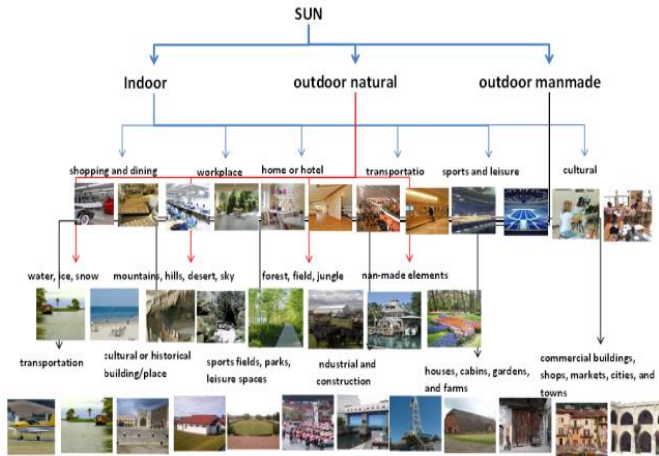 SUN
Indoor
outdoor natural
outdoor manmade
shopping and dining
workplace
home or hotel
transportatio
sports and leisure
cultural
water, ice, snow
mountains, hills, desert, sky
forest, field, jungle
nan-made elements
transportation
cultural or historical
building/place
sports fields, parks,
leisure spaces
ndustrial and
construction
houses, cabins, gardens,
and farms
commercial buildings,
shops, markets, cities, and
towns